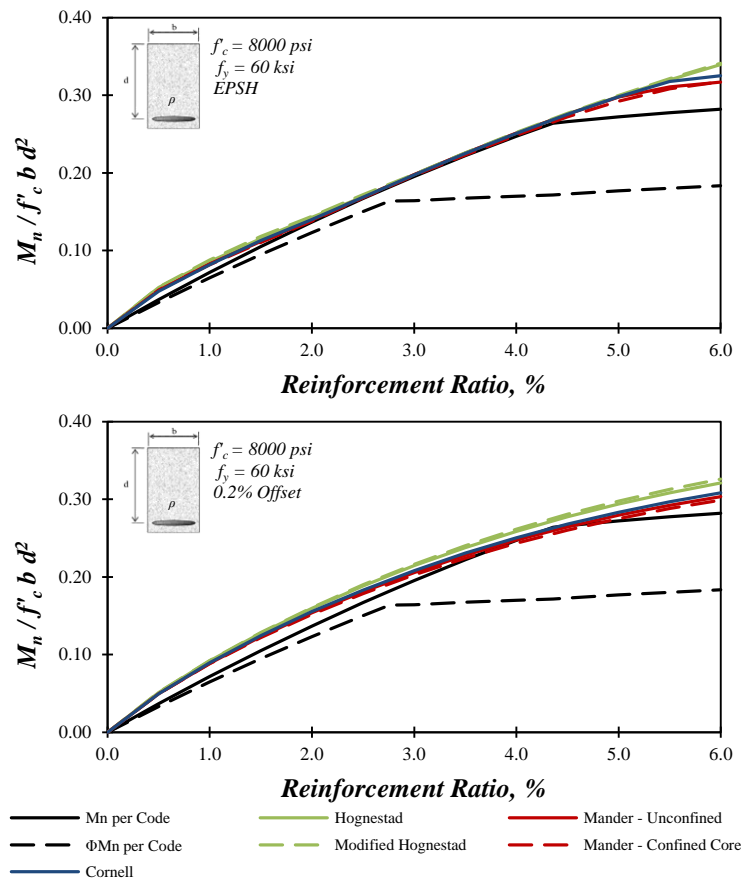 0.40
0.30
0.20
0.10
0.00
M_n / f'_c b d^2
b
d
ρ
f'_c = 8000 psi
f_y = 60 ksi
EPSH
0.0 1.0 2.0 3.0 4.0 5.0 6.0
Reinforcement Ratio, %
0.40
0.30
0.20
0.10
0.00
M_n / f'_c b d^2
b
d
ρ
f'_c = 8000 psi
f_y = 60 ksi
0.2% Offset
0.0 1.0 2.0 3.0 4.0 5.0 6.0
Reinforcement Ratio, %
Mn per Code
Hognestad
Mander - Unconfined
ΦMn per Code
Modified Hognestad
Mander - Confined Core
Cornell